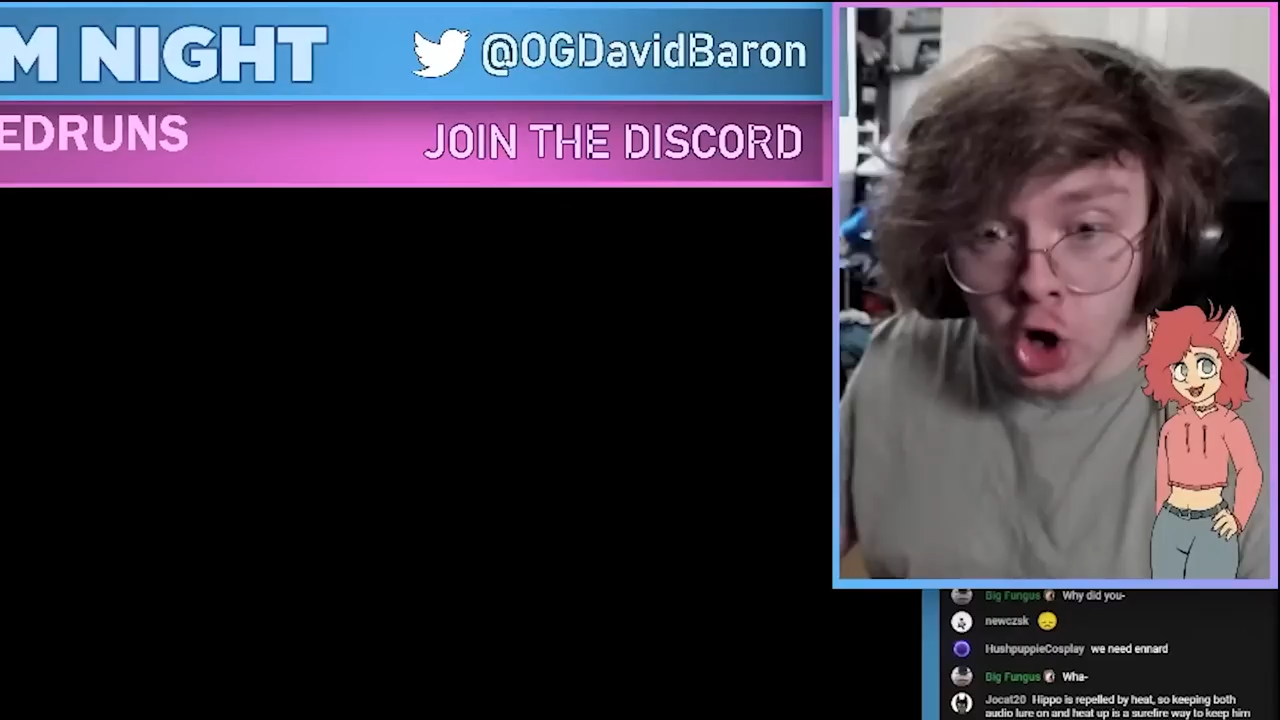 M NIGHT
@OGDavidBaron
EDRUNS
JOIN THE DISCORD
Big Fungus Why did you-
newczsk
HushpuppieCosplay we need ennard
Big Fungus Wha-
Jocat20 Hippo is repelled by heat, so keeping both
audio lure on and heat up is a surefire way to keep him